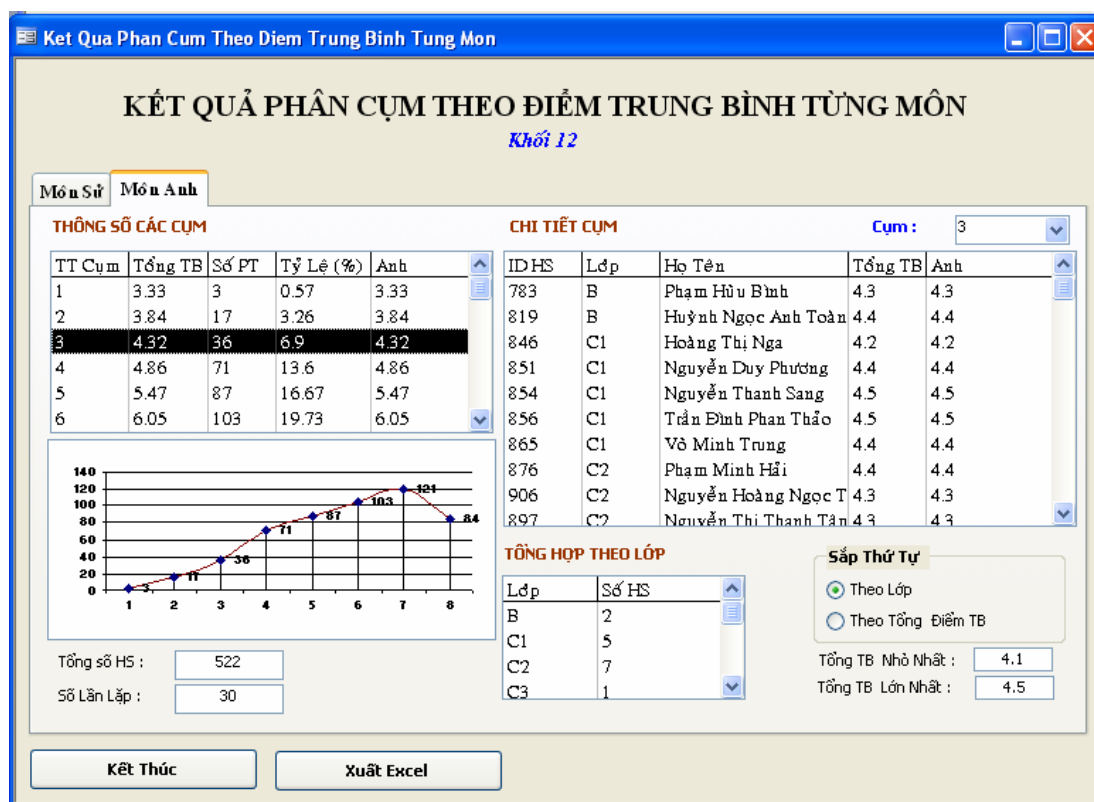 Ket Qua Phan Cum Theo Diem Trung Binh Tung Mon
KẾT QUẢ PHÂN CỤM THEO ĐIỂM TRUNG BÌNH TỪNG MÔN
Khối 12
Môn Sử Môn Anh
THÔNG SỐ CÁC CỤM
TT Cụm Tổng TB Số PT Tỷ Lệ (%) Anh
1 3.33 3 0.57 3.33
2 3.84 17 3.26 3.84
3 4.32 36 6.9 4.32
4 4.86 71 13.6 4.86
5 5.47 87 16.67 5.47
6 6.05 103 19.73 6.05
140
120
100
80
60
40
20
0
3 17 36 71 87 103 121 84
1 2 3 4 5 6 7 8
Tổng số HS : 522
Số Lần Lặp : 30
CHI TIẾT CỤM Cụm : 3
ID HS Lớp Họ Tên Tổng TB Anh
783 B Phạm Hữu Bình 4.3 4.3
819 B Huỳnh Ngọc Anh Toàn 4.4 4.4
846 C1 Hoàng Thị Nga 4.2 4.2
851 C1 Nguyễn Duy Phương 4.4 4.4
854 C1 Nguyễn Thanh Sang 4.5 4.5
856 C1 Trần Đình Phan Thảo 4.5 4.5
865 C1 Võ Minh Trung 4.4 4.4
876 C2 Phạm Minh Hải 4.4 4.4
906 C2 Nguyễn Hoàng Ngọc T 4.3 4.3
897 C2 Nguyễn Thị Thanh Tân 4.3 4.3
TỔNG HỢP THEO LỚP
Lớp Số HS
B 2
C1 5
C2 7
C3 1
Sắp Thứ Tự
Theo Lớp
Theo Tổng Điểm TB
Tổng TB Nhỏ Nhất : 4.1
Tổng TB Lớn Nhất : 4.5
Kết Thúc Xuất Excel